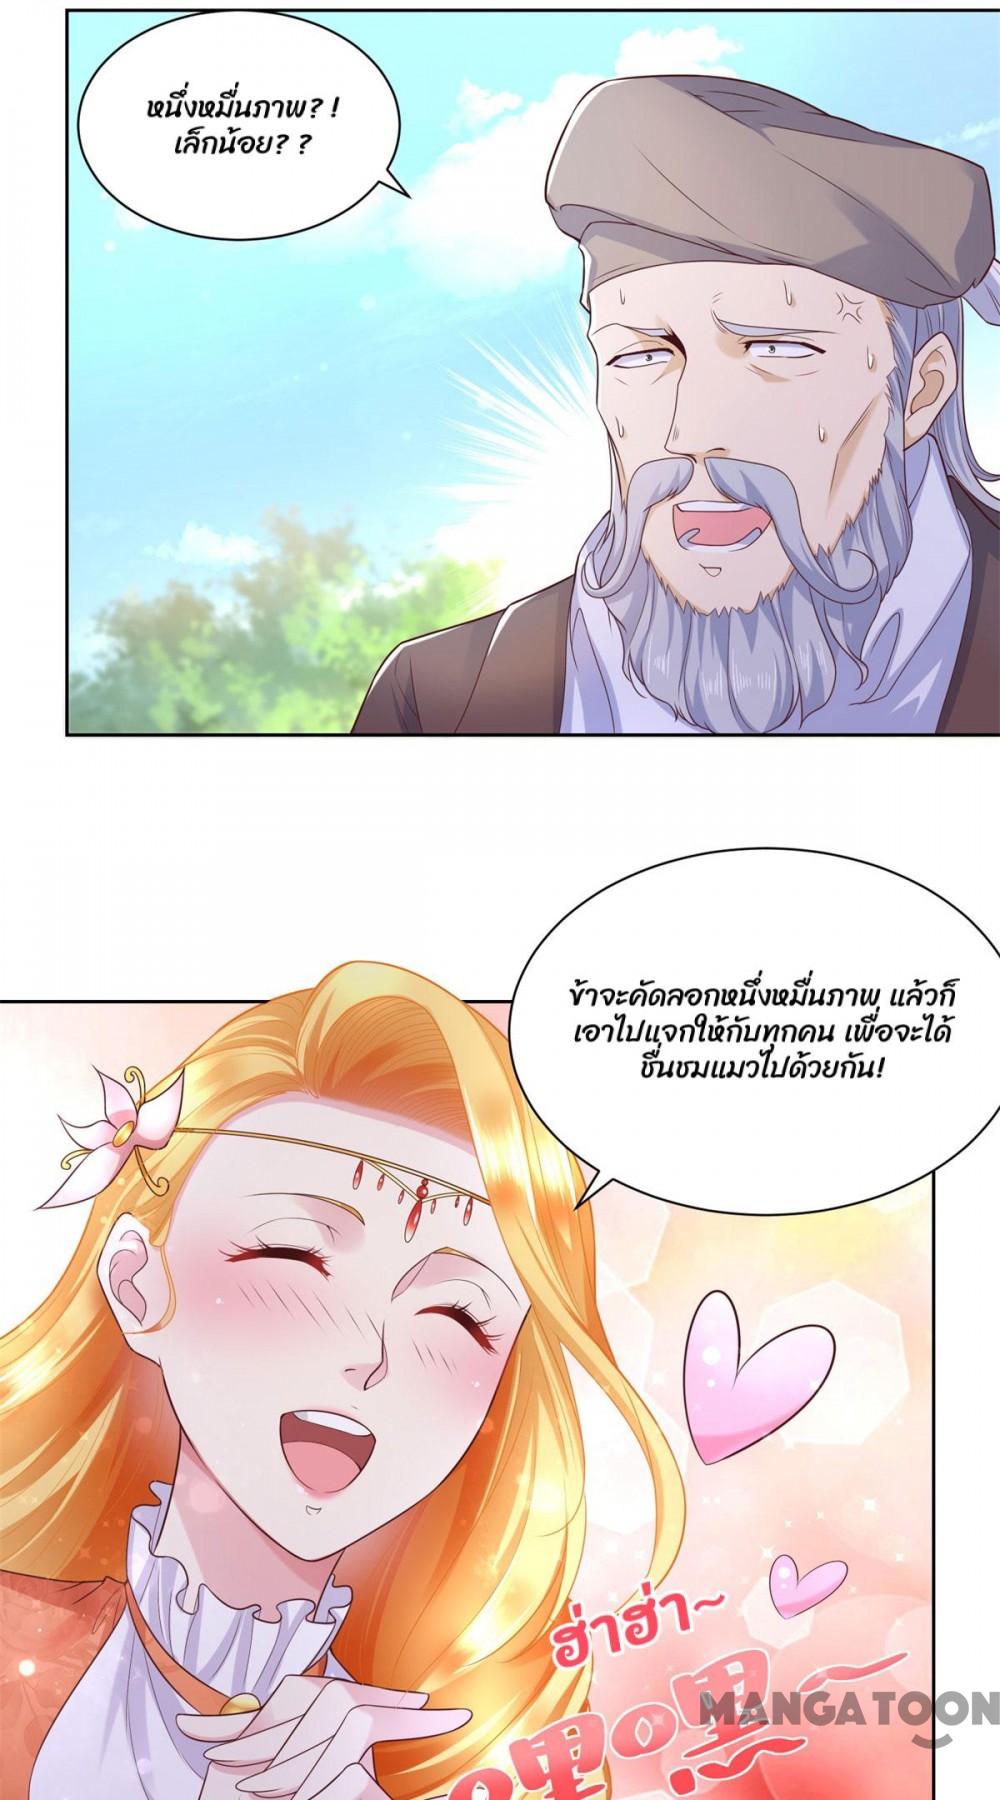 หนึ่งหมื่นภาพ?!
เล็กน้อย??
ข้าจะคัดลอกหนึ่งหมื่นภาพ แล้วก็
เอาไปแจกให้กับทุกคน เพื่อจะได้
ชื่นชมแมวไปด้วยกัน!
ฮ่าฮ่า~
嘿嘿
MANGATOON